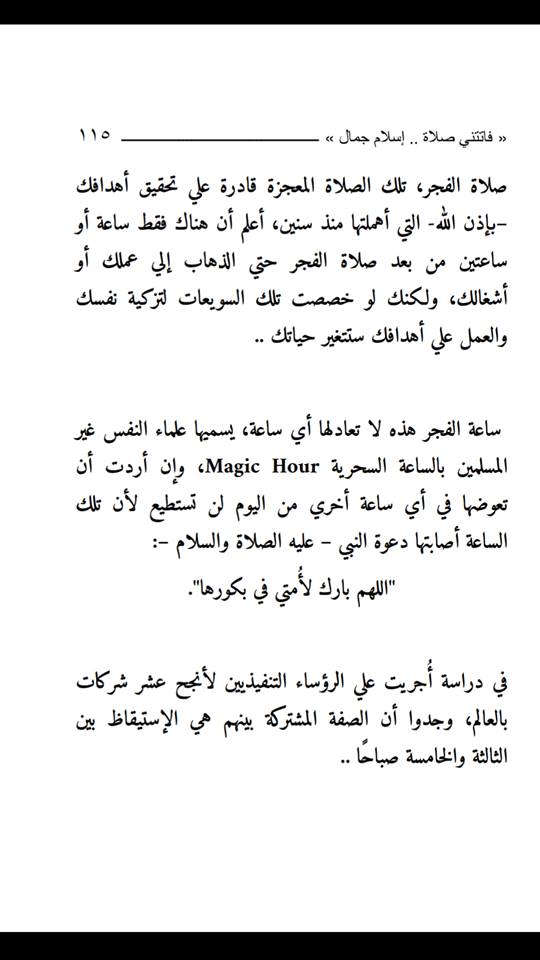 « فاتتني صلاة .. إسلام جمال » ــــــــــــــــــــ ١١٥
صلاة الفجر، تلك الصلاة المعجزة قادرة علي تحقيق أهدافك
–بإذن الله- التي أهملتها منذ سنين، أعلم أن هناك فقط ساعة أو
ساعتين من بعد صلاة الفجر حتي الذهاب إلي عملك أو
أشغالك، ولكنك لو خصصت تلك السويعات لتزكية نفسك
والعمل علي أهدافك ستتغير حياتك ..
ساعة الفجر هذه لا تعادلها أي ساعة، يسميها علماء النفس غير
المسلمين بالساعة السحرية Magic Hour، وإن أردت أن
تعوضها في أي ساعة أخري من اليوم لن تستطيع لأن تلك
الساعة أصابتها دعوة النبي – عليه الصلاة والسلام –:
"اللهم بارك لأُمتي في بكورها".
في دراسة أُجريت علي الرؤساء التنفيذيين لأنجح عشر شركات
بالعالم، وجدوا أن الصفة المشتركة بينهم هي الإستيقاظ بين
الثالثة والخامسة صباحًا ..